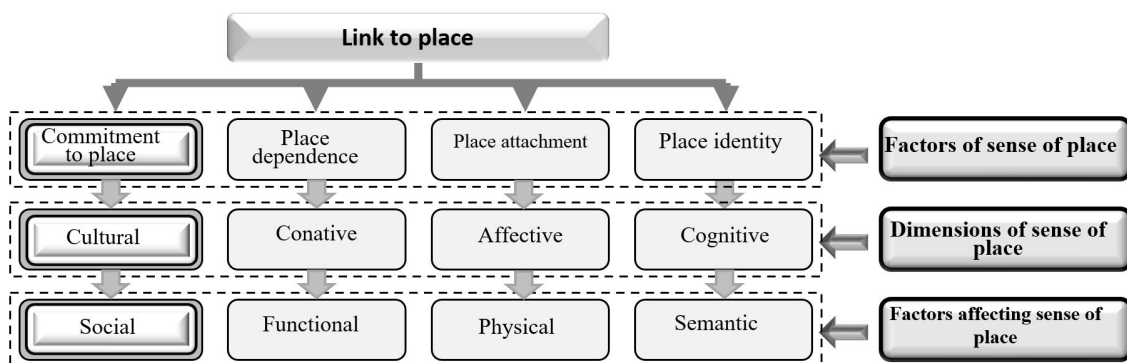 Link to place
Commitment
to place
Place
dependence
Place attachment
Place identity
Factors of sense of place
Cultural
Conative
Affective
Cognitive
Dimensions of sense of
place
Social
Functional
Physical
Semantic
Factors affecting sense of
place